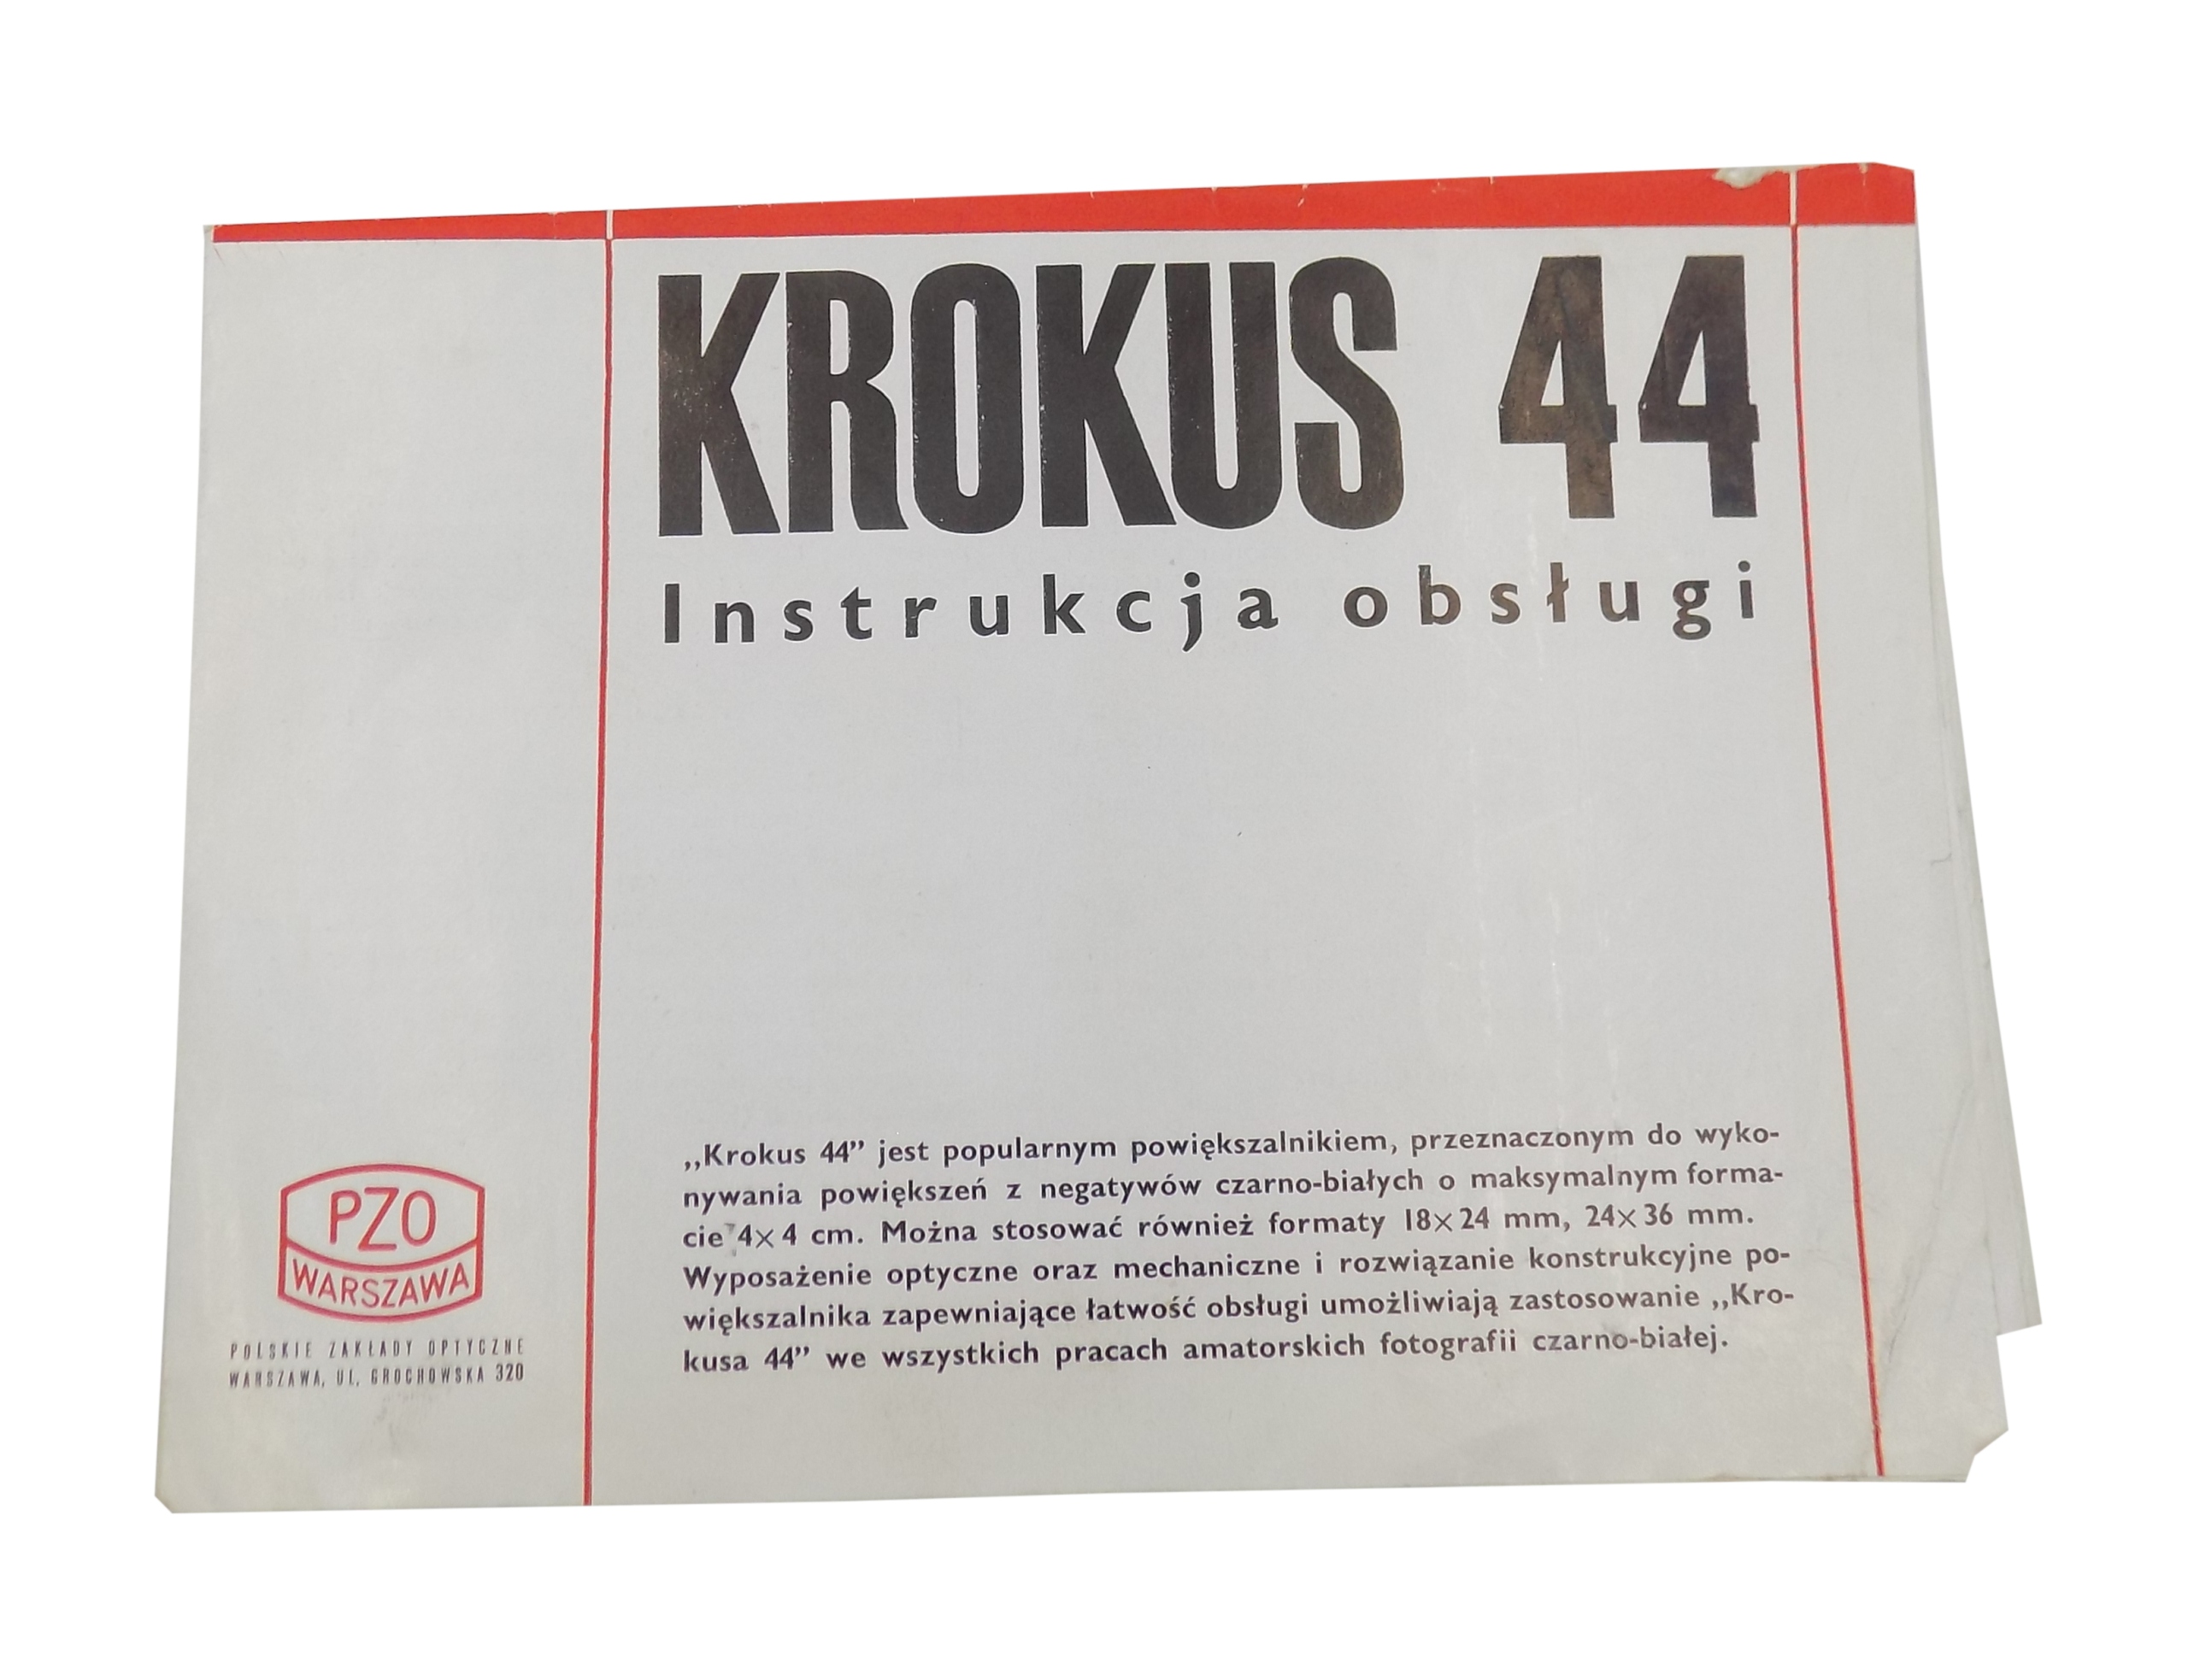 KROKUS 44
Instrukcja obsługi
„Krokus 44” jest popularnym powiększalnikiem, przeznaczonym do wyko-
nywania powiększeń z negatywów czarno-białych o maksymalnym forma-
cie 4×4 cm. Można stosować również formaty 18×24 mm, 24×36 mm.
Wyposażenie optyczne oraz mechaniczne i rozwiązanie konstrukcyjne po-
większalnika zapewniające łatwość obsługi umożliwiają zastosowanie „Kro-
kusa 44” we wszystkich pracach amatorskich fotografii czarno-białej.
PZO
WARSZAWA
POLSKIE ZAKŁADY OPTYCZNE
WARSZAWA, UL. GROCHOWSKA 320